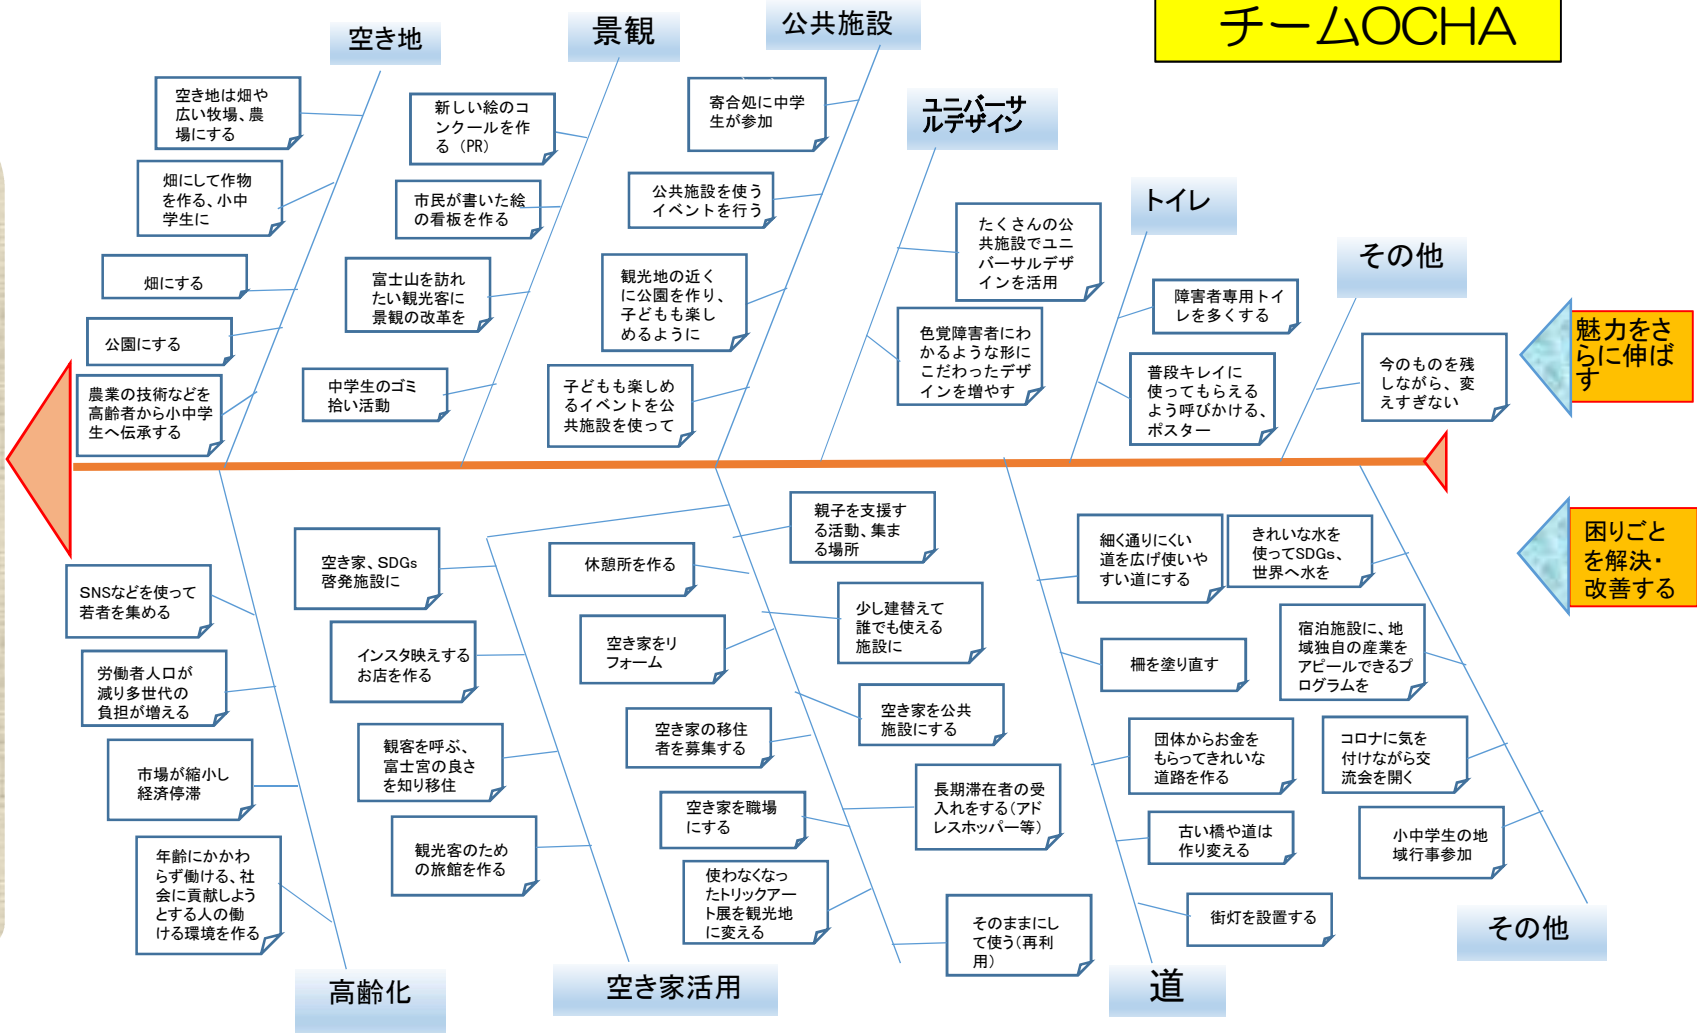 チームOCHA
空き地
空き地は畑や
広い牧場、農
場にする
畑にして作物
を作る、小中
学生に
畑にする
公園にする
農業の技術などを
高齢者から小中学
生へ伝承する
景観
新しい絵のコ
ンクールを作
る（PR）
市民が書いた絵
の看板を作る
富士山を訪れ
たい観光客に
景観の改革を
中学生のゴミ
拾い活動
公共施設
寄合処に中学
生が参加
公共施設を使う
イベントを行う
観光地の近く
に公園を作り、
子どもも楽し
めるように
子どもも楽しめ
るイベントを公
共施設を使って
ユニバーサ
ルデザイン
たくさんの公
共施設でユニ
バーサルデザ
インを活用
色覚障害者にわ
かるような形に
こだわったデザ
インを増やす
トイレ
障害者専用トイ
レを多くする
普段キレイに
使ってもらえる
よう呼びかける、
ポスター
その他
今のものを残
しながら、変
えすぎない
魅力をさ
らに伸ば
す
困りごと
を解決・
改善する
SNSなどを使って
若者を集める
労働者人口が
減り多世代の
負担が増える
市場が縮小し
経済停滞
年齢にかかわ
らず働ける、社
会に貢献しよう
とする人の働
ける環境を作る
高齢化
空き家、SDGs
啓発施設に
インスタ映えする
お店を作る
観客を呼ぶ、
富士宮の良さ
を知り移住
観光客のため
の旅館を作る
親子を支援す
る活動、集ま
る場所
休憩所を作る
少し建替えて
誰でも使える
施設に
空き家をリ
フォーム
空き家を公共
施設にする
空き家の移住
者を募集する
長期滞在者の受
入れをする（アド
レスホッパー等）
空き家を職場
にする
使わなくなっ
たトリックアー
ト展を観光地
に変える
そのままにし
て使う（再利
用）
空き家活用
細く通りにくい
道を広げ使いや
すい道にする
柵を塗り直す
団体からお金を
もらってきれいな
道路を作る
古い橋や道は
作り変える
街灯を設置する
道
きれいな水を
使ってSDGs、
世界へ水を
宿泊施設に、地
域独自の産業を
アピールできるプ
ログラムを
コロナに気を
付けながら交
流会を開く
小中学生の地
域行事参加
その他